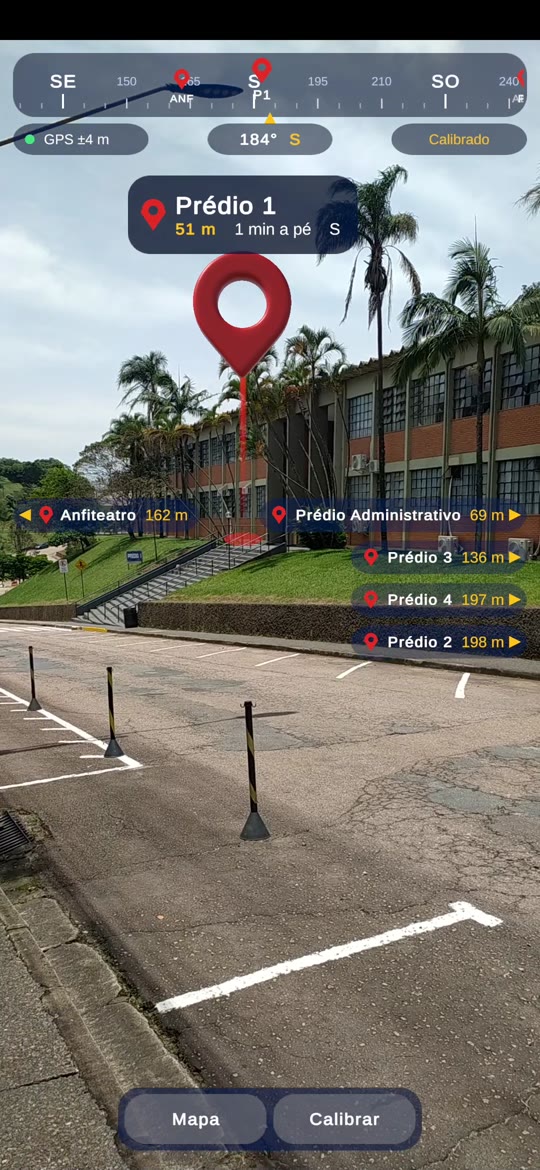 SE 150 165 S 195 210 SO 240
ANF P1
GPS ±4 m
184° S
Calibrado
Prédio 1
51 m 1 min a pé S
Anfiteatro 162 m
Prédio Administrativo 69 m
Prédio 3 136 m
Prédio 4 197 m
Prédio 2 198 m
Mapa
Calibrar